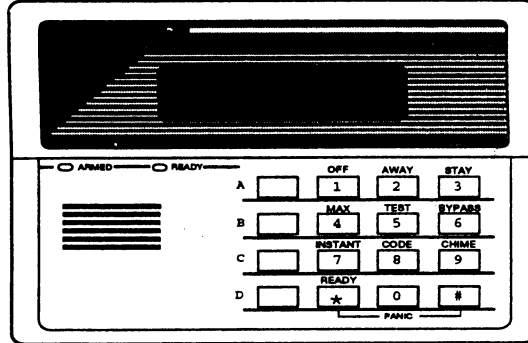 ARMED READY
OFF AWAY STAY
A 1 2 3
MAX TEST BYPASS
B 4 5 6
INSTANT CODE CHIME
C 7 8 9
READY
D * 0 #
PANIC